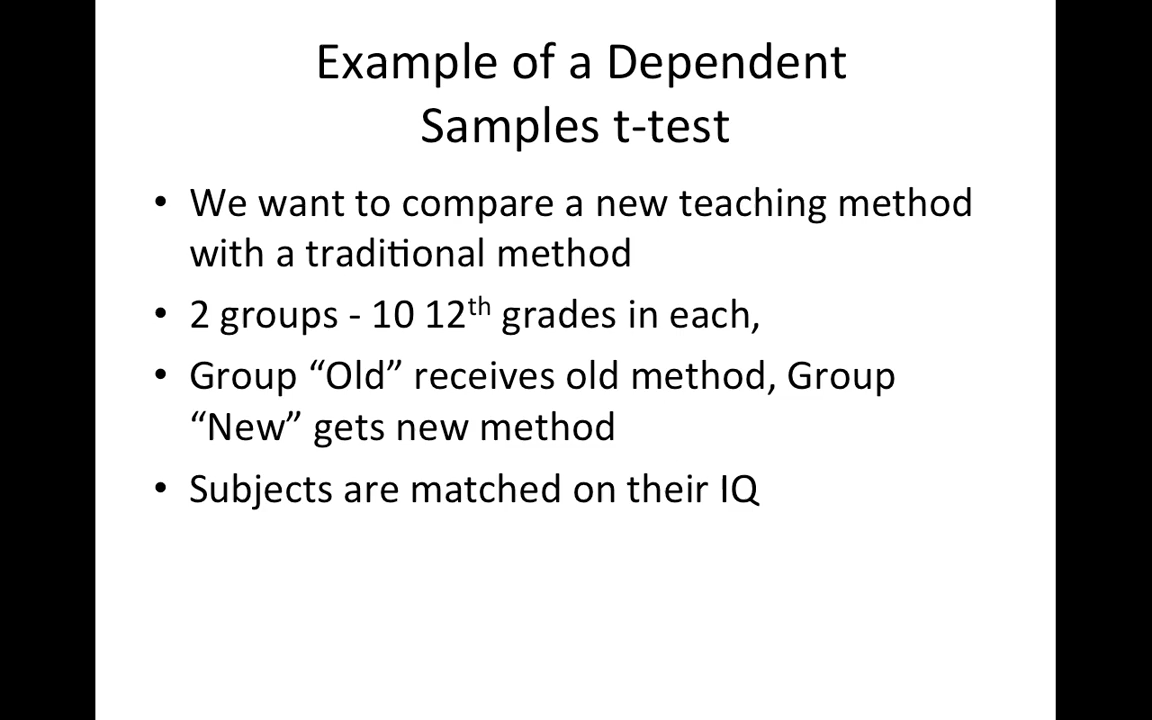 Example of a Dependent
Samples t-test
• We want to compare a new teaching method
with a traditional method
• 2 groups - 10 12th grades in each,
• Group “Old” receives old method, Group
“New” gets new method
• Subjects are matched on their IQ